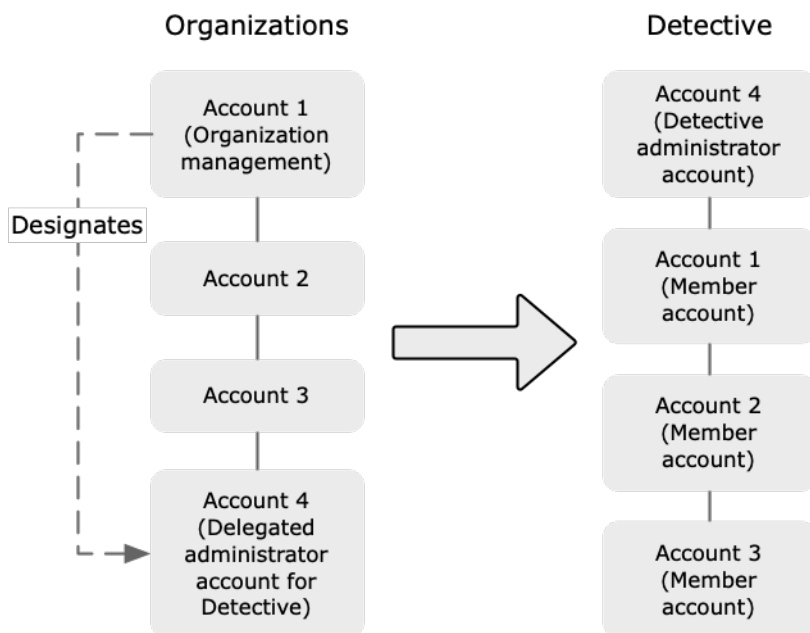 Organizations
Detective
Account 1
(Organization
management)
Designates
Account 2
Account 3
Account 4
(Delegated
administrator
account for
Detective)
Account 4
(Detective
administrator
account)
Account 1
(Member
account)
Account 2
(Member
account)
Account 3
(Member
account)